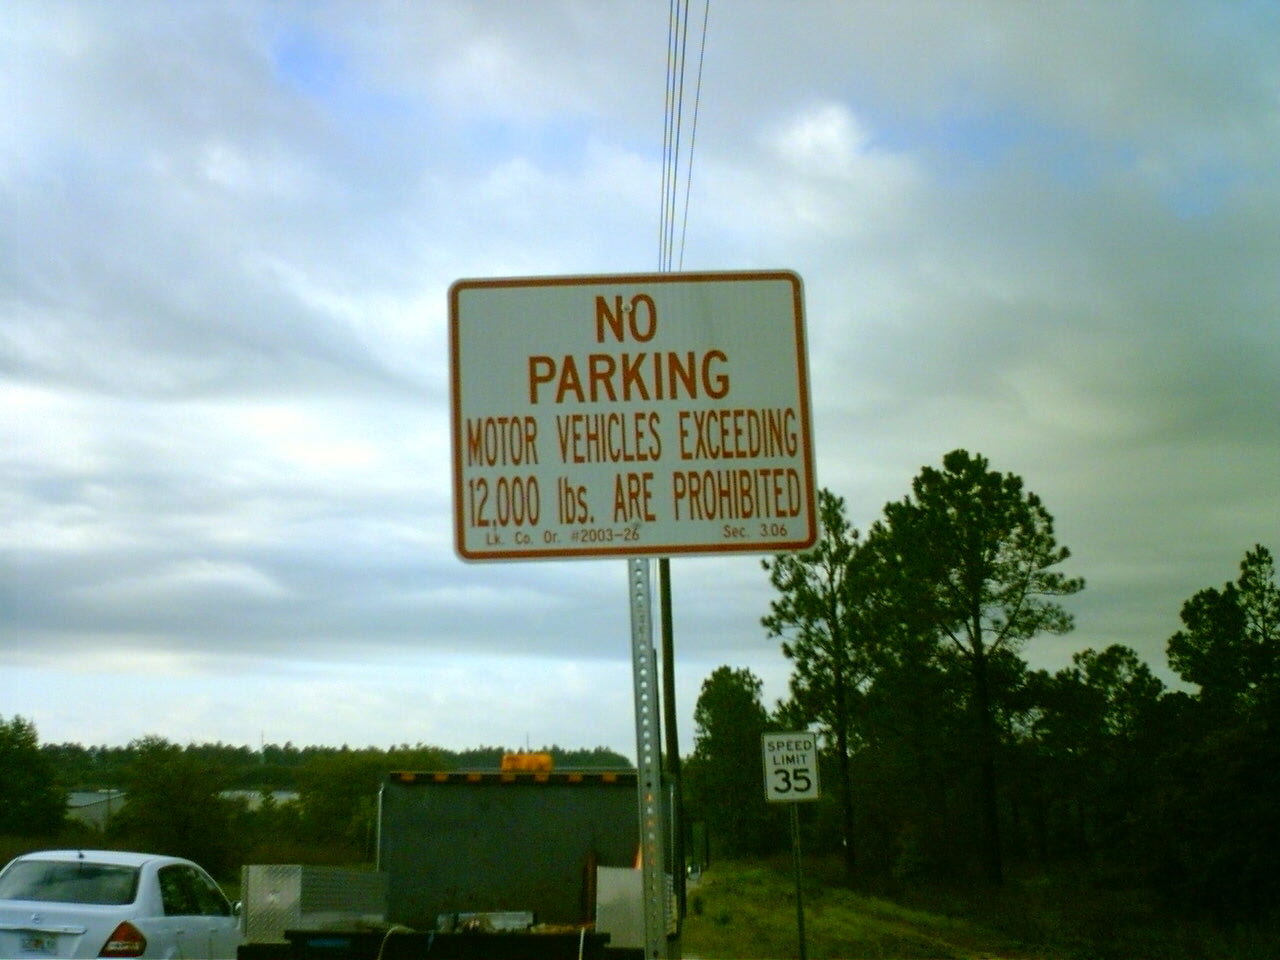 NO
PARKING
MOTOR VEHICLES EXCEEDING
12,000 lbs. ARE PROHIBITED
Lk. Co. Or. #2003-26 Sec. 3.06
SPEED
LIMIT
35